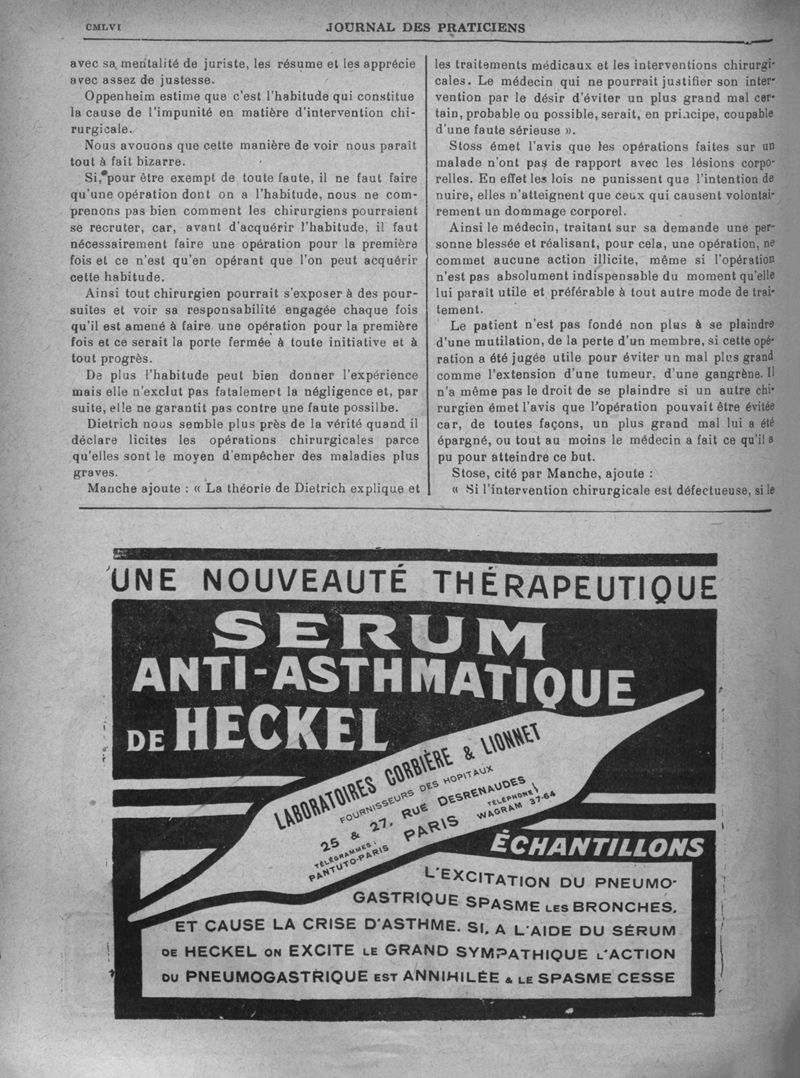 CMLVI
JOURNAL DES PRATICIENS
avec sa mentalité de juriste, les résume et les apprécie
avec assez de justesse.
Oppenheim estime que c'est l'habitude qui constitue
la cause de l'impunité en matière d'intervention chi-
rurgicale.
Nous avouons que cette manière de voir nous parait
tout à fait bizarre.
Si, pour être exempt de toute faute, il ne faut faire
qu'une opération dont on a l'habitude, nous ne com-
prenons pas bien comment les chirurgiens pourraient
se recruter, car, avant d'acquérir l'habitude, il faut
nécessairement faire une opération pour la première
fois et ce n'est qu'en opérant que l'on peut acquérir
cette habitude.
Ainsi tout chirurgien pourrait s'exposer à des pour-
suites et voir sa responsabilité engagée chaque fois
qu'il est amené à faire une opération pour la première
fois et ce serait la porte fermée à toute initiative et à
tout progrès.
De plus l'habitude peut bien donner l'expérience
mais elle n'exclut pas fatalement la négligence et, par
suite, elle ne garantit pas contre une faute possilbe.
Dietrich nous semble plus près de la vérité quand il
déclare licites les opérations chirurgicales parce
qu'elles sont le moyen d'empêcher des maladies plus
graves.
Manche ajoute : « La théorie de Dietrich explique et
les traitements médicaux et les interventions chirurgi-
cales. Le médecin qui ne pourrait justifier son inter-
vention par le désir d'éviter un plus grand mal cer-
tain, probable ou possible, serait, en principe, coupable
d'une faute sérieuse ».
Stoss émet l'avis que les opérations faites sur un
malade n'ont pas de rapport avec les lésions corpo-
relles. En effet les lois ne punissent que l'intention de
nuire, elles n'atteignent que ceux qui causent volontai-
rement un dommage corporel.
Ainsi le médecin, traitant sur sa demande une per-
sonne blessée et réalisant, pour cela, une opération, ne
commet aucune action illicite, même si l'opération
n'est pas absolument indispensable du moment qu'elle
lui parait utile et préférable à tout autre mode de trai-
tement.
Le patient n'est pas fondé non plus à se plaindre
d'une mutilation, de la perte d'un membre, si cette opé-
ration a été jugée utile pour éviter un mal plus grand
comme l'extension d'une tumeur, d'une gangrène. Il
n'a même pas le droit de se plaindre si un autre chi-
rurgien émet l'avis que l'opération pouvait être évitée
car, de toutes façons, un plus grand mal lui a été
épargné, ou tout au moins le médecin a fait ce qu'il a
pu pour atteindre ce but.
Stose, cité par Manche, ajoute :
« Si l'intervention chirurgicale est défectueuse, si le
UNE NOUVEAUTÉ THÉRAPEUTIQUE
SERUM
ANTI-ASTHMATIQUE
DE HECKEL
LABORATOIRES CORBIÈRE & LIONNET
FOURNISSEURS DES HOPITAUX
25 & 27, RUE DESRENAUDES
TÉLÉGRAMMES :
PANTUTO-PARIS
PARIS
TÉLÉPHONE
WAGRAM 37-64
ÉCHANTILLONS
L'EXCITATION DU PNEUMO-
GASTRIQUE SPASME LES BRONCHES,
ET CAUSE LA CRISE D'ASTHME. SI, A L'AIDE DU SÉRUM
DE HECKEL ON EXCITE LE GRAND SYMPATHIQUE L'ACTION
DU PNEUMOGASTRIQUE EST ANNIHILÉE & LE SPASME CESSE